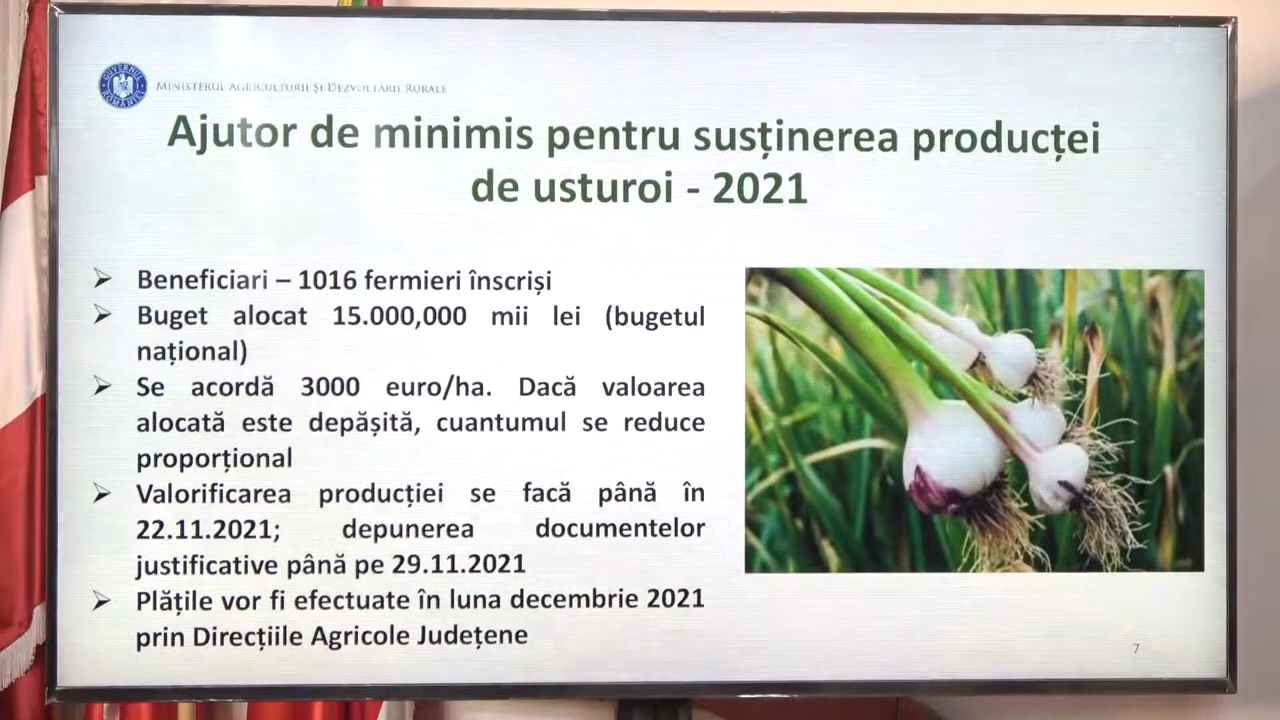 GUVERNUL ROMÂNIEI
MINISTERUL AGRICULTURII ȘI DEZVOLTĂRII RURALE
Ajutor de minimis pentru susținerea producței
de usturoi - 2021
Beneficiari – 1016 fermieri înscriși
Buget alocat 15.000,000 mii lei (bugetul
național)
Se acordă 3000 euro/ha. Dacă valoarea
alocată este depășită, cuantumul se reduce
proporțional
Valorificarea producției se facă până în
22.11.2021; depunerea documentelor
justificative până pe 29.11.2021
Plățile vor fi efectuate în luna decembrie 2021
prin Direcțiile Agricole Județene
7